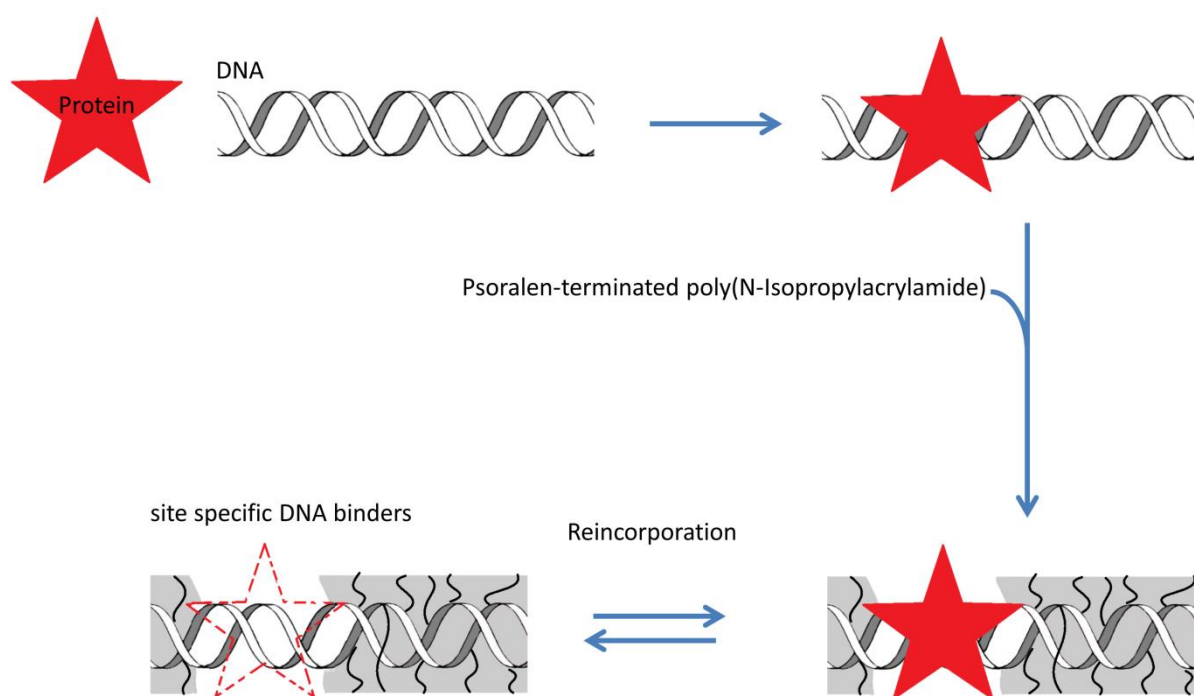 Protein
DNA
Psoralen-terminated poly(N-Isopropylacrylamide)
site specific DNA binders
Reincorporation